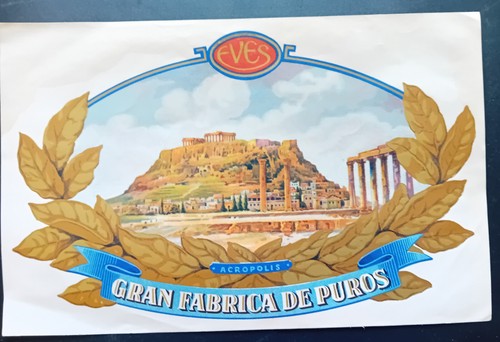 EVES
ACROPOLIS
GRAN FABRICA DE PUROS